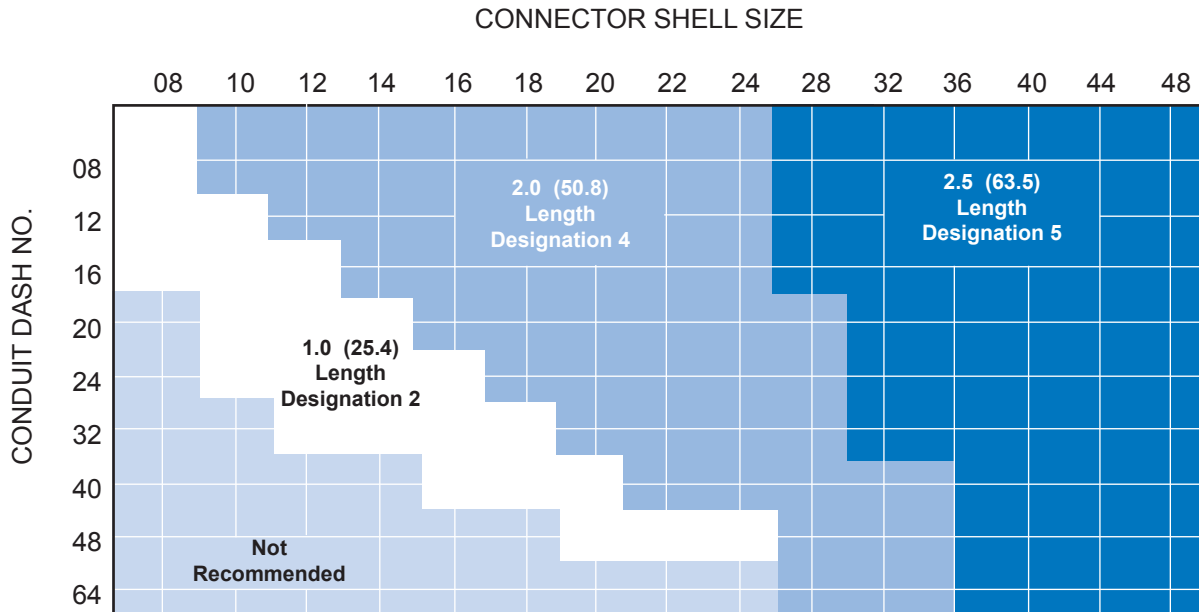 CONNECTOR SHELL SIZE
08 10 12 14 16 18 20 22 24 28 32 36 40 44 48
CONDUIT DASH NO.
08
12
16
20
24
32
40
48
64
2.0 (50.8)
Length
Designation 4
2.5 (63.5)
Length
Designation 5
1.0 (25.4)
Length
Designation 2
Not
Recommended